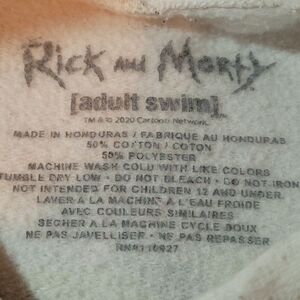 Rick and Morty
[adult swim]
TM & © 2020 Cartoon Network.
MADE IN HONDURAS / FABRIQUE AU HONDURAS
50% COTTON / COTON
50% POLYESTER
MACHINE WASH COLD WITH LIKE COLORS
TUMBLE DRY LOW • DO NOT BLEACH • DO NOT IRON
NOT INTENDED FOR CHILDREN 12 AND UNDER.
LAVER A LA MACHINE A L'EAU FROIDE
AVEC COULEURS SIMILAIRES
SECHER A LA MACHINE CYCLE DOUX
NE PAS JAVELLISER • NE PAS REPASSER